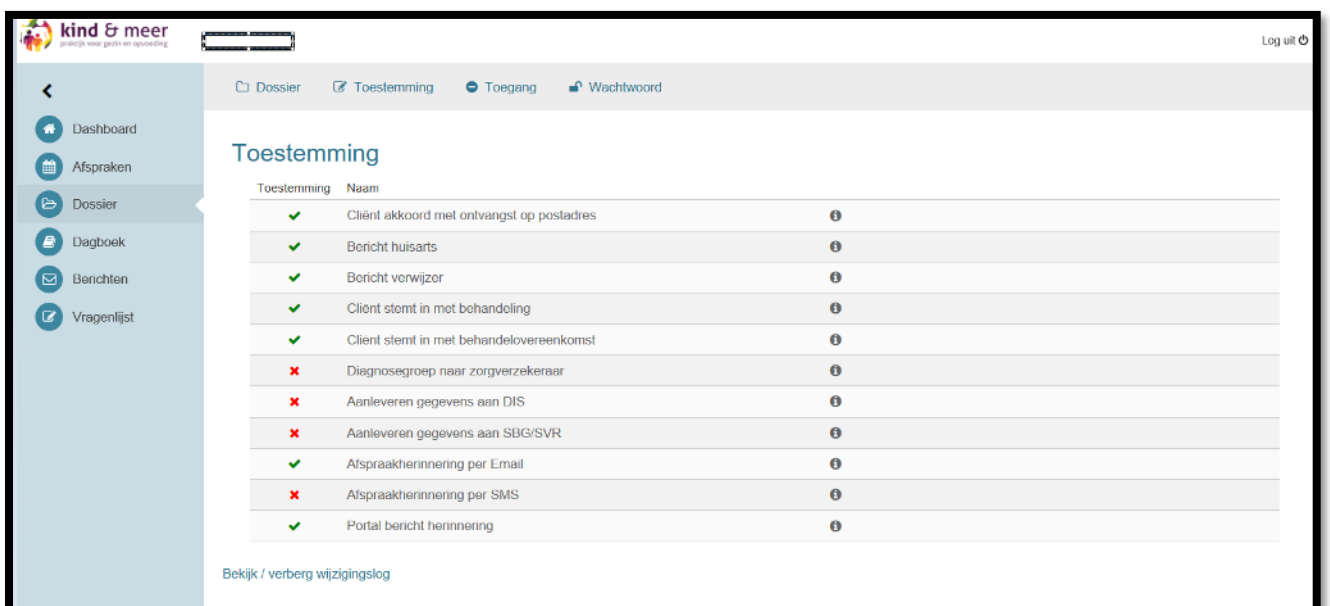 kind & meer
praktijk voor gezin en opvoeding
Log uit
Dossier Toestemming Toegang Wachtwoord
Dashboard
Afspraken
Dossier
Dagboek
Berichten
Vragenlijst
Toestemming
Toestemming Naam
Cliënt akkoord met ontvangst op postadres
Bericht huisarts
Bericht verwijzer
Cliënt stemt in met behandeling
Client stemt in met behandelovereenkomst
Diagnosegroep naar zorgverzekeraar
Aanleveren gegevens aan DIS
Aanleveren gegevens aan SBG/SVR
Afspraakherinnering per Email
Afspraakherinnering per SMS
Portal bericht herinnering
Bekijk / verberg wijzigingslog